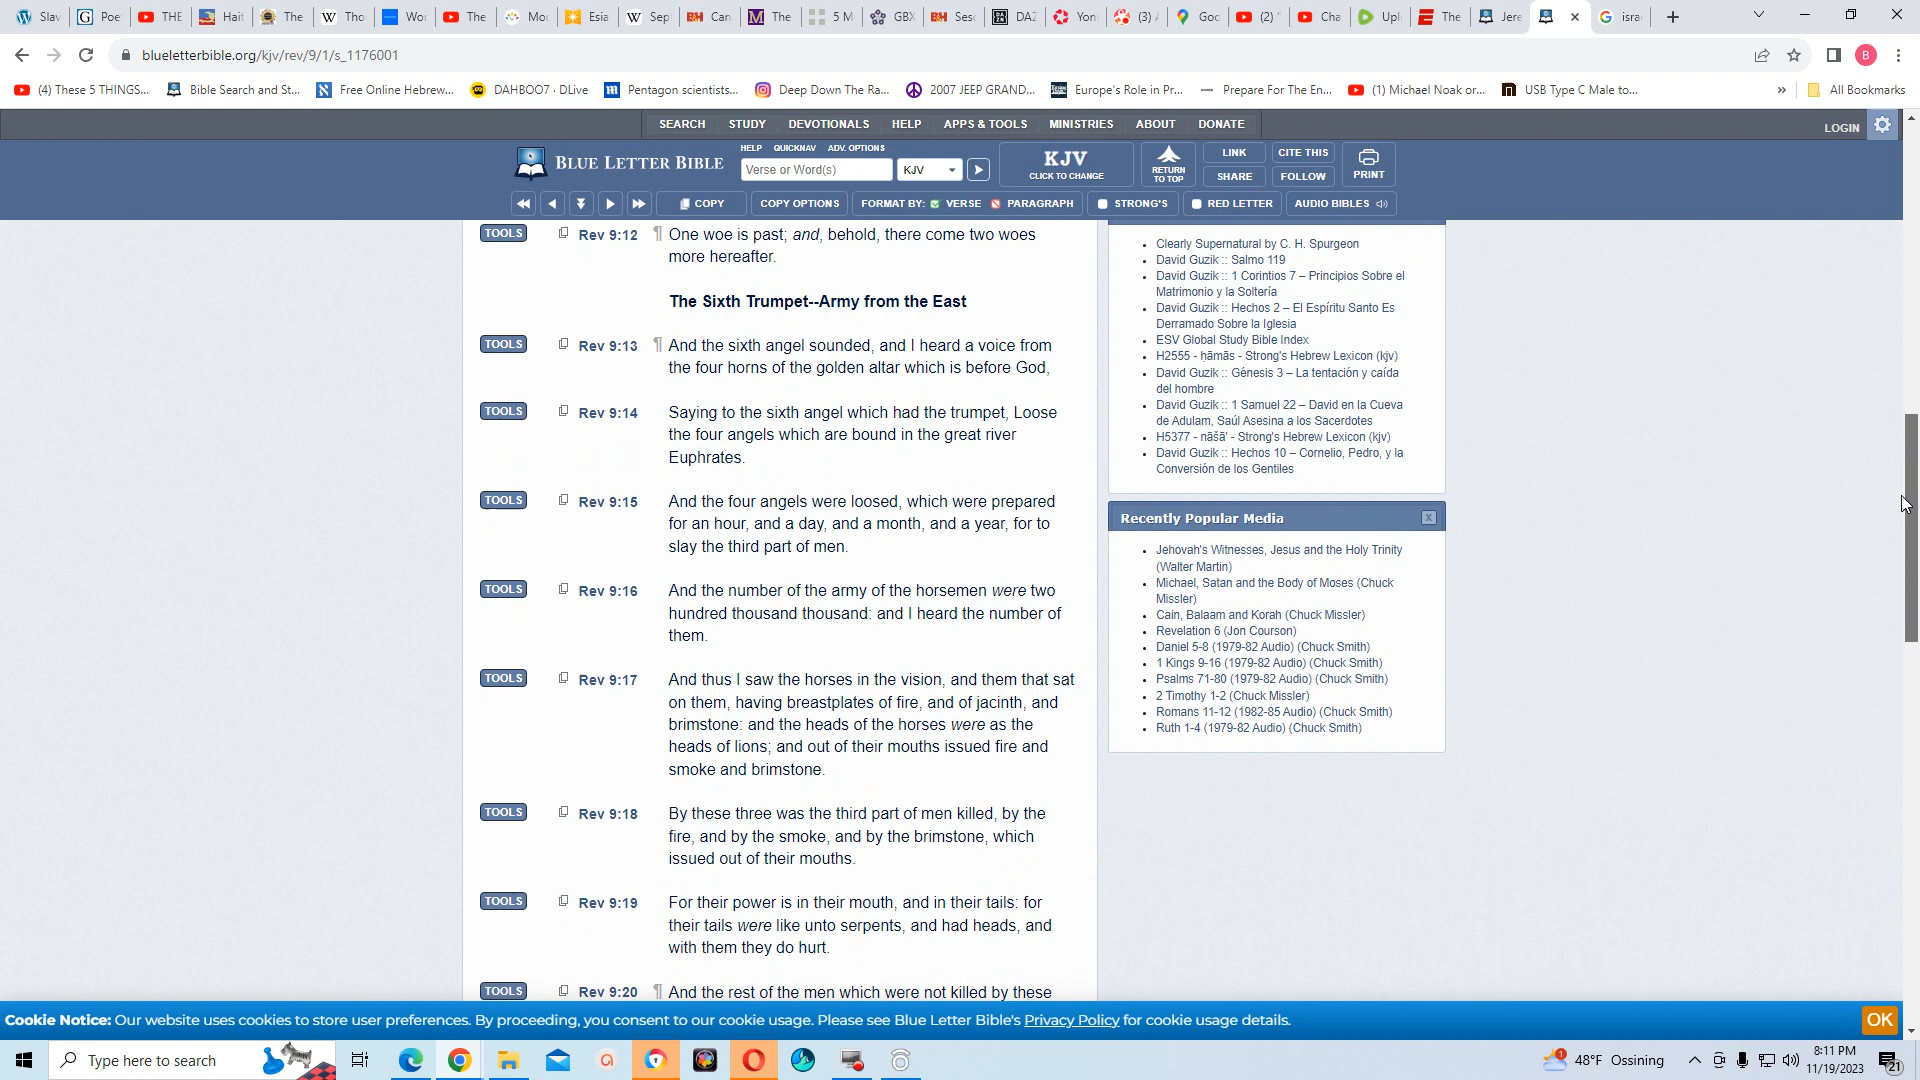 Slav
Poe
THE
Hait
The
Tho
Wor
The
Mod
Esia
Sep
Can
The
5 M
GBX
Sesc
DAZ
Yon
(3)
Goo
(2) "
Cha
Upl
The
Jere
isra
blueletterbible.org/kjv/rev/9/1/s_1176001
B
(4) These 5 THINGS...
Bible Search and St...
Free Online Hebrew...
DAHBOO7 · DLive
Pentagon scientists...
Deep Down The Ra...
2007 JEEP GRAND...
Europe's Role in Pr...
Prepare For The En...
(1) Michael Noak or...
USB Type C Male to...
»
All Bookmarks
SEARCH STUDY DEVOTIONALS HELP APPS & TOOLS MINISTRIES ABOUT DONATE
LOGIN
BLUE LETTER BIBLE
HELP QUICKNAV ADV. OPTIONS
Verse or Word(s)
KJV
KJV
CLICK TO CHANGE
RETURN
TO TOP
LINK
CITE THIS
SHARE
FOLLOW
PRINT
COPY
COPY OPTIONS
FORMAT BY: VERSE PARAGRAPH
STRONG'S
RED LETTER
AUDIO BIBLES
TOOLS Rev 9:12 ¶ One woe is past; and, behold, there come two woes
more hereafter.
The Sixth Trumpet--Army from the East
TOOLS Rev 9:13 ¶ And the sixth angel sounded, and I heard a voice from
the four horns of the golden altar which is before God,
TOOLS Rev 9:14 Saying to the sixth angel which had the trumpet, Loose
the four angels which are bound in the great river
Euphrates.
TOOLS Rev 9:15 And the four angels were loosed, which were prepared
for an hour, and a day, and a month, and a year, for to
slay the third part of men.
TOOLS Rev 9:16 And the number of the army of the horsemen were two
hundred thousand thousand: and I heard the number of
them.
TOOLS Rev 9:17 And thus I saw the horses in the vision, and them that sat
on them, having breastplates of fire, and of jacinth, and
brimstone: and the heads of the horses were as the
heads of lions; and out of their mouths issued fire and
smoke and brimstone.
TOOLS Rev 9:18 By these three was the third part of men killed, by the
fire, and by the smoke, and by the brimstone, which
issued out of their mouths.
TOOLS Rev 9:19 For their power is in their mouth, and in their tails: for
their tails were like unto serpents, and had heads, and
with them they do hurt.
TOOLS Rev 9:20 ¶ And the rest of the men which were not killed by these
Clearly Supernatural by C. H. Spurgeon
David Guzik :: Salmo 119
David Guzik :: 1 Corintios 7 – Principios Sobre el
Matrimonio y la Soltería
David Guzik :: Hechos 2 – El Espíritu Santo Es
Derramado Sobre la Iglesia
ESV Global Study Bible Index
H2555 - ḥāmās - Strong's Hebrew Lexicon (kjv)
David Guzik :: Génesis 3 – La tentación y caída
del hombre
David Guzik :: 1 Samuel 22 – David en la Cueva
de Adulam, Saúl Asesina a los Sacerdotes
H5377 - nāšā' - Strong's Hebrew Lexicon (kjv)
David Guzik :: Hechos 10 – Cornelio, Pedro, y la
Conversión de los Gentiles
Recently Popular Media
X
Jehovah's Witnesses, Jesus and the Holy Trinity
(Walter Martin)
Michael, Satan and the Body of Moses (Chuck
Missler)
Cain, Balaam and Korah (Chuck Missler)
Revelation 6 (Jon Courson)
Daniel 5-8 (1979-82 Audio) (Chuck Smith)
1 Kings 9-16 (1979-82 Audio) (Chuck Smith)
Psalms 71-80 (1979-82 Audio) (Chuck Smith)
2 Timothy 1-2 (Chuck Missler)
Romans 11-12 (1982-85 Audio) (Chuck Smith)
Ruth 1-4 (1979-82 Audio) (Chuck Smith)
Cookie Notice: Our website uses cookies to store user preferences. By proceeding, you consent to our cookie usage. Please see Blue Letter Bible's Privacy Policy for cookie usage details.
OK
Type here to search
48°F Ossining
8:11 PM
11/19/2023
21